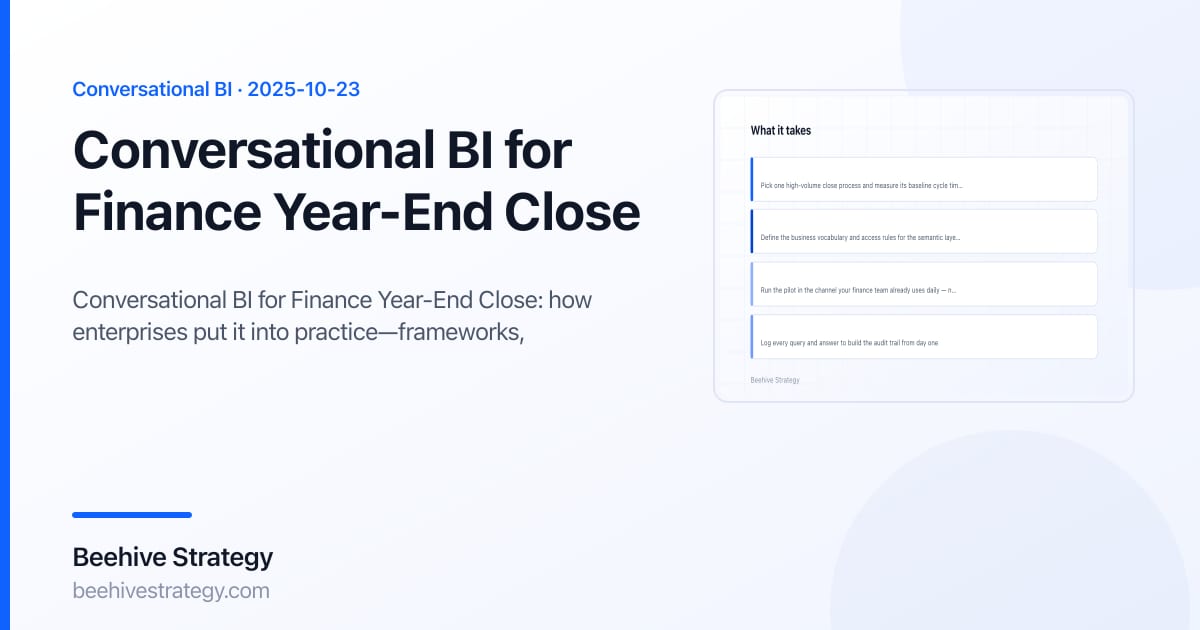 Conversational BI · 2025-10-23
Conversational BI for
Finance Year-End Close
Conversational BI for Finance Year-End Close: how
enterprises put it into practice—frameworks,
Beehive Strategy
beehivestrategy.com
What it takes
Pick one high-volume close process and measure its baseline cycle tim...
Define the business vocabulary and access rules for the semantic laye...
Run the pilot in the channel your finance team already uses daily — n...
Log every query and answer to build the audit trail from day one
Beehive Strategy